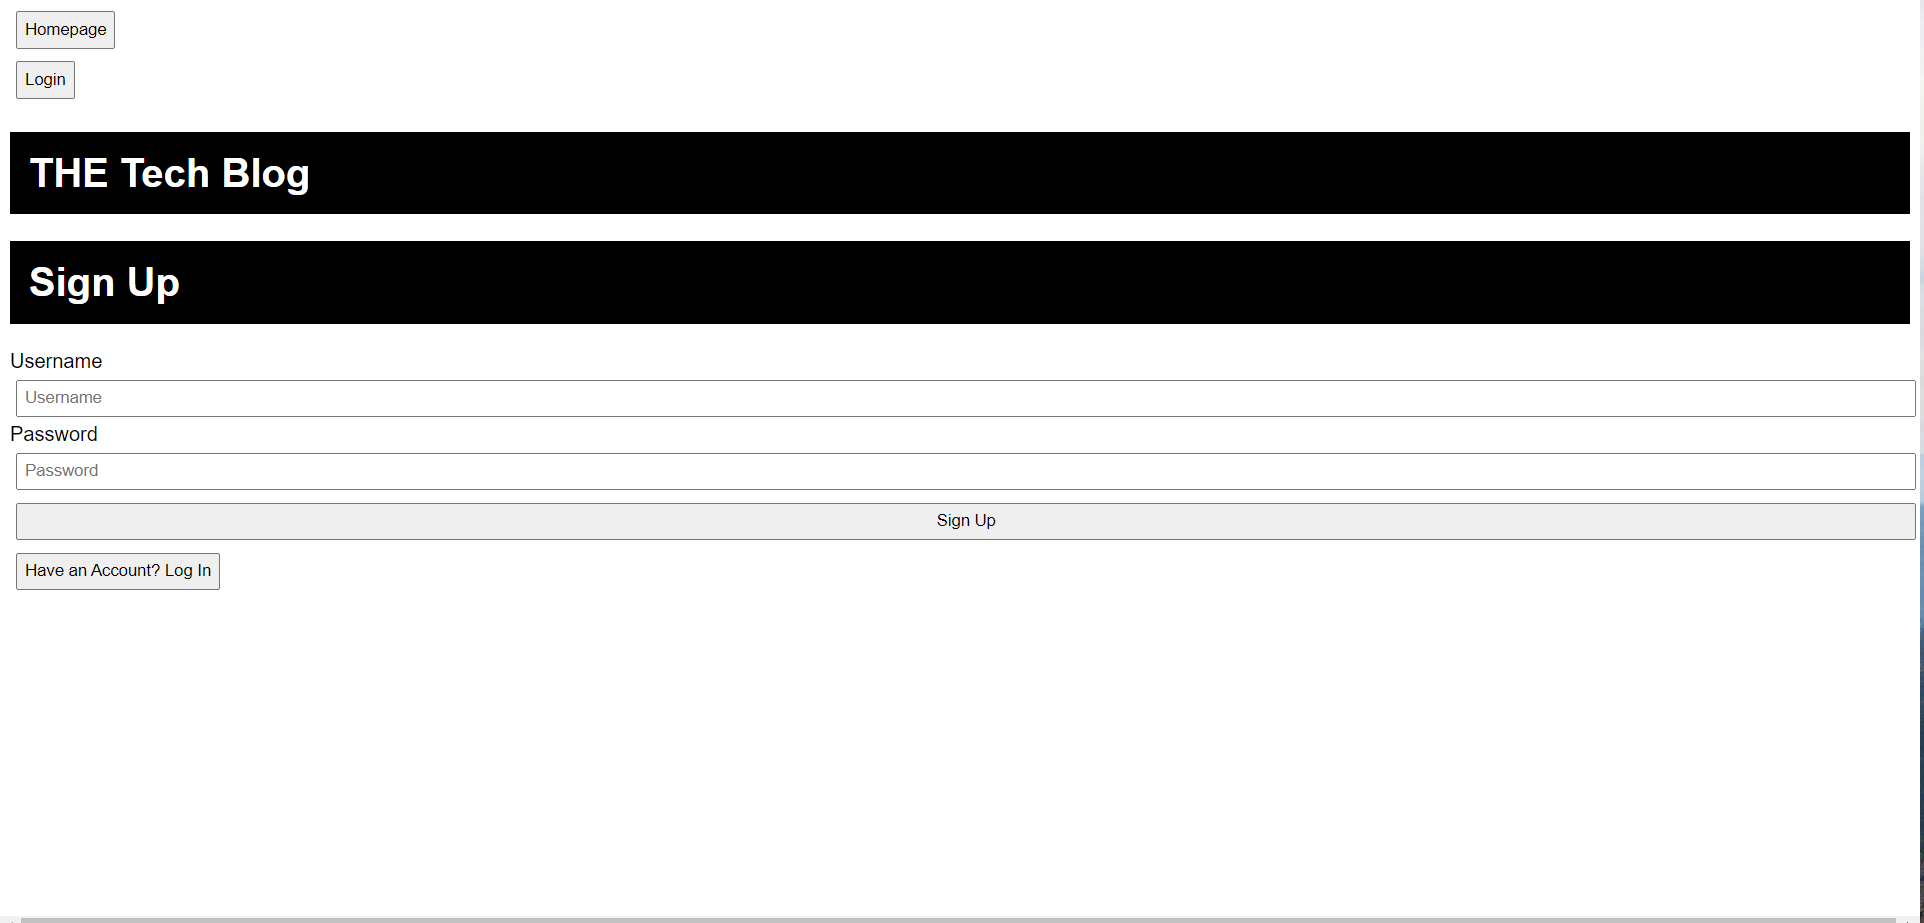 Homepage
Login
THE Tech Blog
Sign Up
Username
Username
Password
Password
Sign Up
Have an Account? Log In